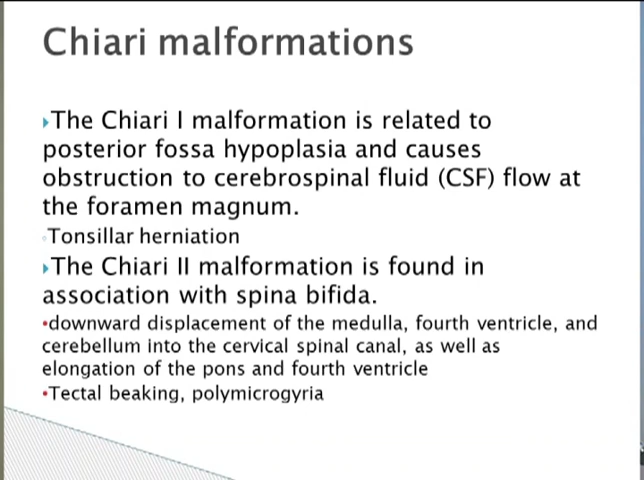 Chiari malformations
The Chiari I malformation is related to
posterior fossa hypoplasia and causes
obstruction to cerebrospinal fluid (CSF) flow at
the foramen magnum.
Tonsillar herniation
The Chiari II malformation is found in
association with spina bifida.
•downward displacement of the medulla, fourth ventricle, and
cerebellum into the cervical spinal canal, as well as
elongation of the pons and fourth ventricle
•Tectal beaking, polymicrogyria